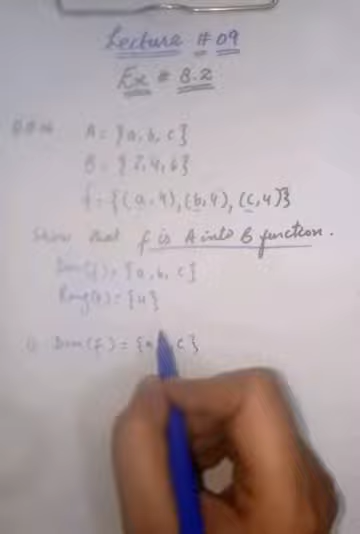 Lecture # 09
Ex # 8.2
A = {a, b, c}
B = {2, 4, 6}
f = {(a, 4), (b, 4), (c, 4)}
Show that f is A into B function.
Dom(f) = {a, b, c}
Rang(f) = {4}
i) Dom(f) = {a, c}